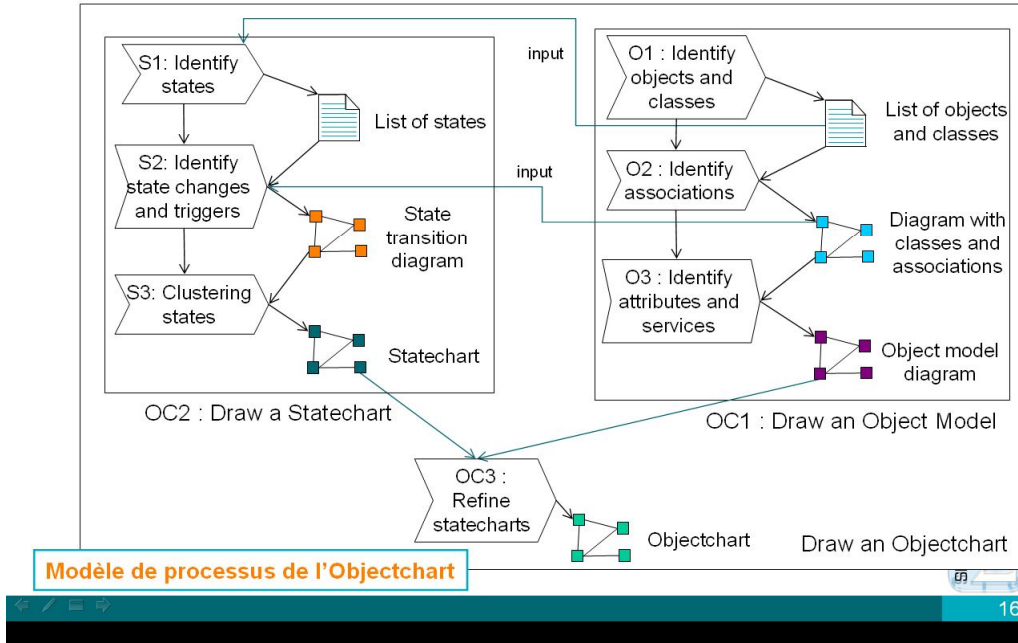 S1: Identify
states
List of states
S2: Identify
state changes
and triggers
State
transition
diagram
S3: Clustering
states
Statechart
OC2 : Draw a Statechart
input
input
O1 : Identify
objects and
classes
List of objects
and classes
O2 : Identify
associations
Diagram with
classes and
associations
O3 : Identify
attributes and
services
Object model
diagram
OC1 : Draw an Object Model
OC3 :
Refine
statecharts
Objectchart
Draw an Objectchart
Modèle de processus de l'Objectchart
16